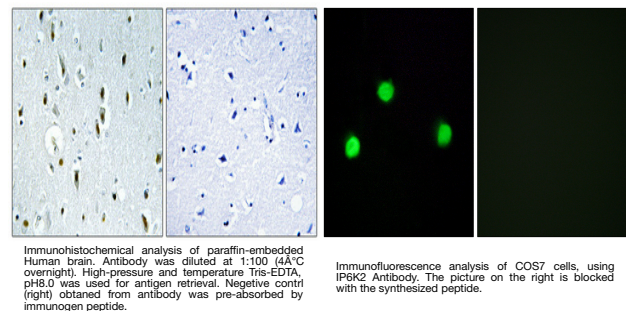 Immunohistochemical analysis of paraffin-embedded
Human brain. Antibody was diluted at 1:100 (4Â°C
overnight). High-pressure and temperature Tris-EDTA,
pH8.0 was used for antigen retrieval. Negetive contrl
(right) obtaned from antibody was pre-absorbed by
immunogen peptide.
Immunofluorescence analysis of COS7 cells, using
IP6K2 Antibody. The picture on the right is blocked
with the synthesized peptide.